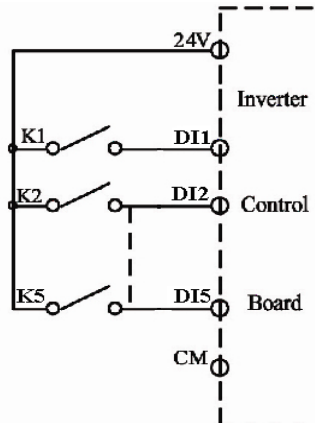 24V
Inverter
K1 DI1
K2 DI2 Control
K5 DI5 Board
CM